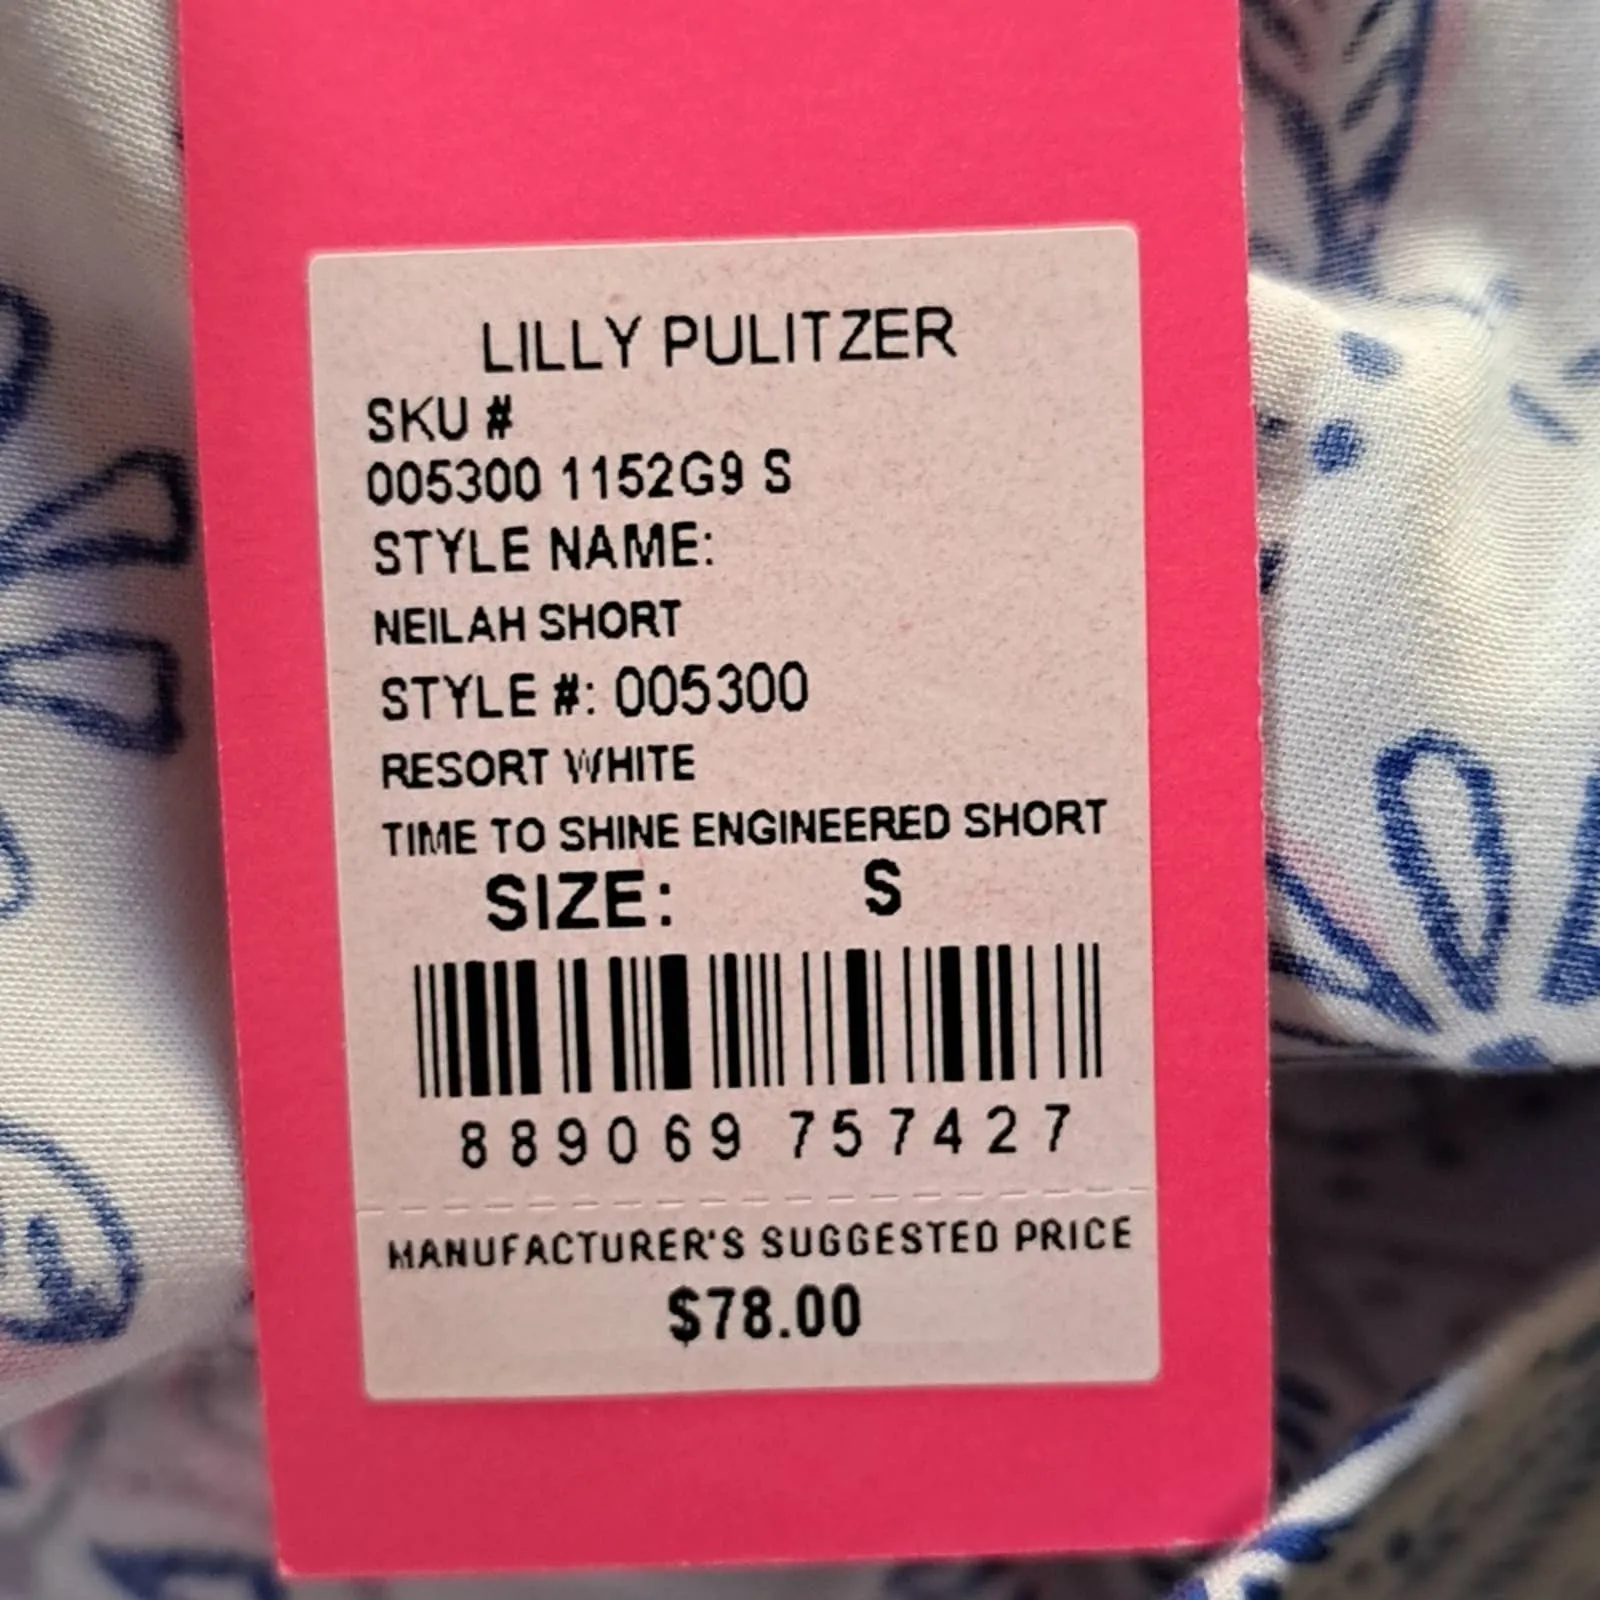 LILLY PULITZER
SKU #
005300 1152G9 S
STYLE NAME:
NEILAH SHORT
STYLE #: 005300
RESORT WHITE
TIME TO SHINE ENGINEERED SHORT
SIZE: S
889069 757427
MANUFACTURER'S SUGGESTED PRICE
$78.00